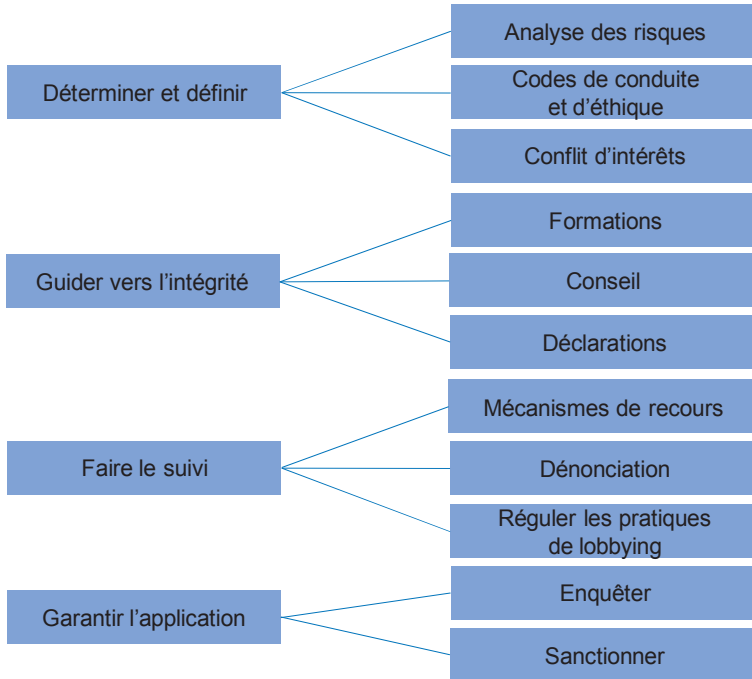 Déterminer et définir
Analyse des risques
Codes de conduite
et d’éthique
Conflit d’intérêts
Guider vers l’intégrité
Formations
Conseil
Déclarations
Faire le suivi
Mécanismes de recours
Dénonciation
Réguler les pratiques
de lobbying
Garantir l’application
Enquêter
Sanctionner